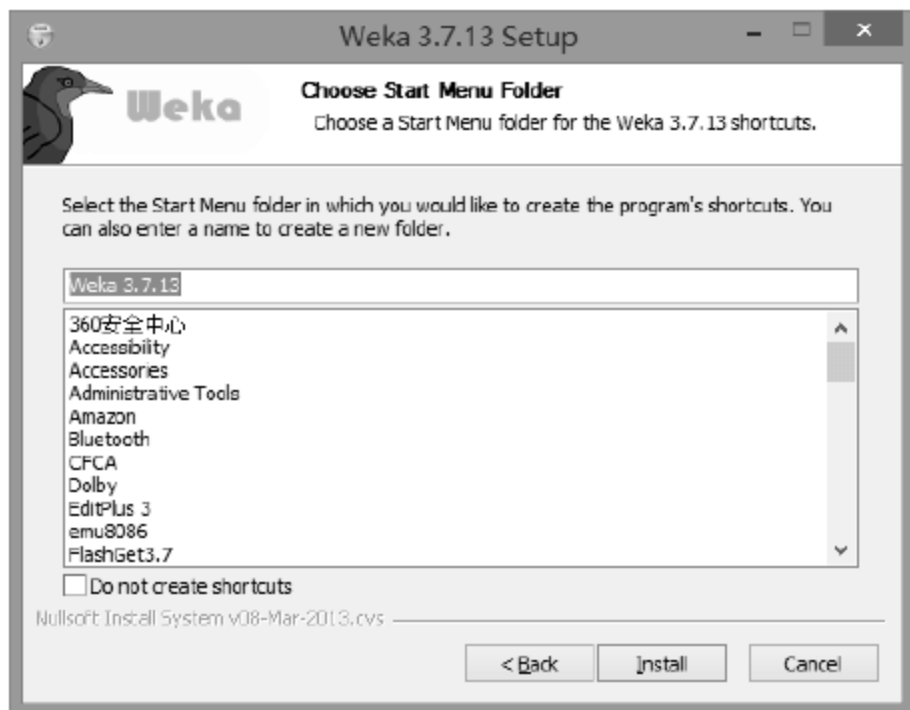 Weka 3.7.13 Setup
Weka
Choose Start Menu Folder
Choose a Start Menu folder for the Weka 3.7.13 shortcuts.
Select the Start Menu folder in which you would like to create the program's shortcuts. You
can also enter a name to create a new folder.
Weka 3.7.13
360安全中心
Accessibility
Accessories
Administrative Tools
Amazon
Bluetooth
CFCA
Dolby
EditPlus 3
emu8086
FlashGet3.7
Do not create shortcuts
Nullsoft Install System v08-Mar-2013.cvs
< Back
Install
Cancel